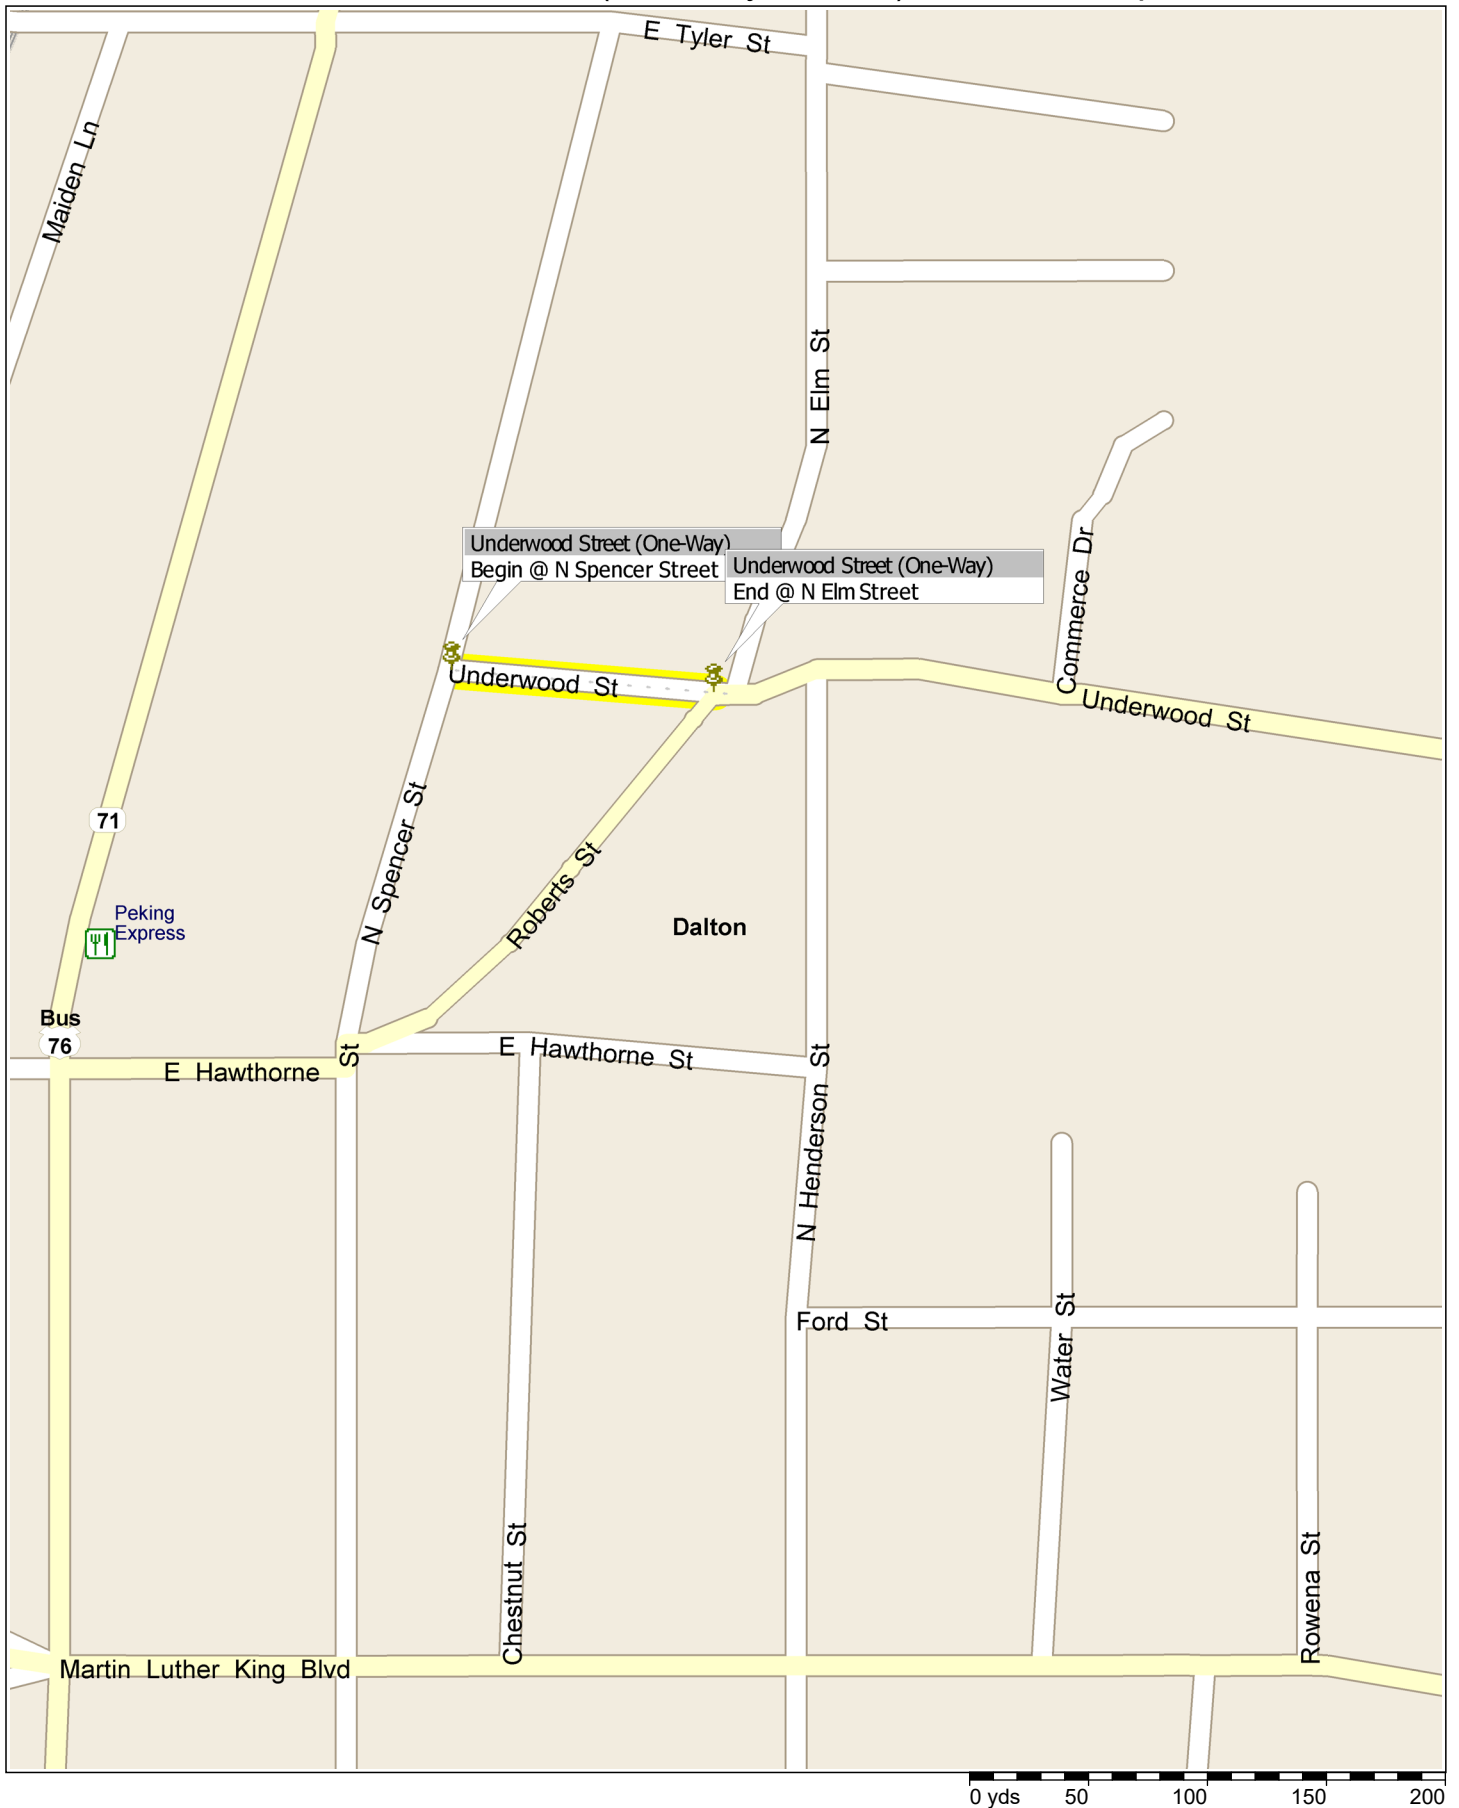 E Tyler St
Maiden Ln
N Elm St
Underwood Street (One-Way)
Begin @ N Spencer Street
Underwood Street (One-Way)
End @ N Elm Street
Commerce Dr
Underwood St
Underwood St
71
N Spencer St
Roberts St
Peking
Express
Dalton
Bus
76
E Hawthorne St
E Hawthorne St
N Henderson St
Ford St
Water St
Chestnut St
Rowena St
Martin Luther King Blvd
0 yds 50 100 150 200